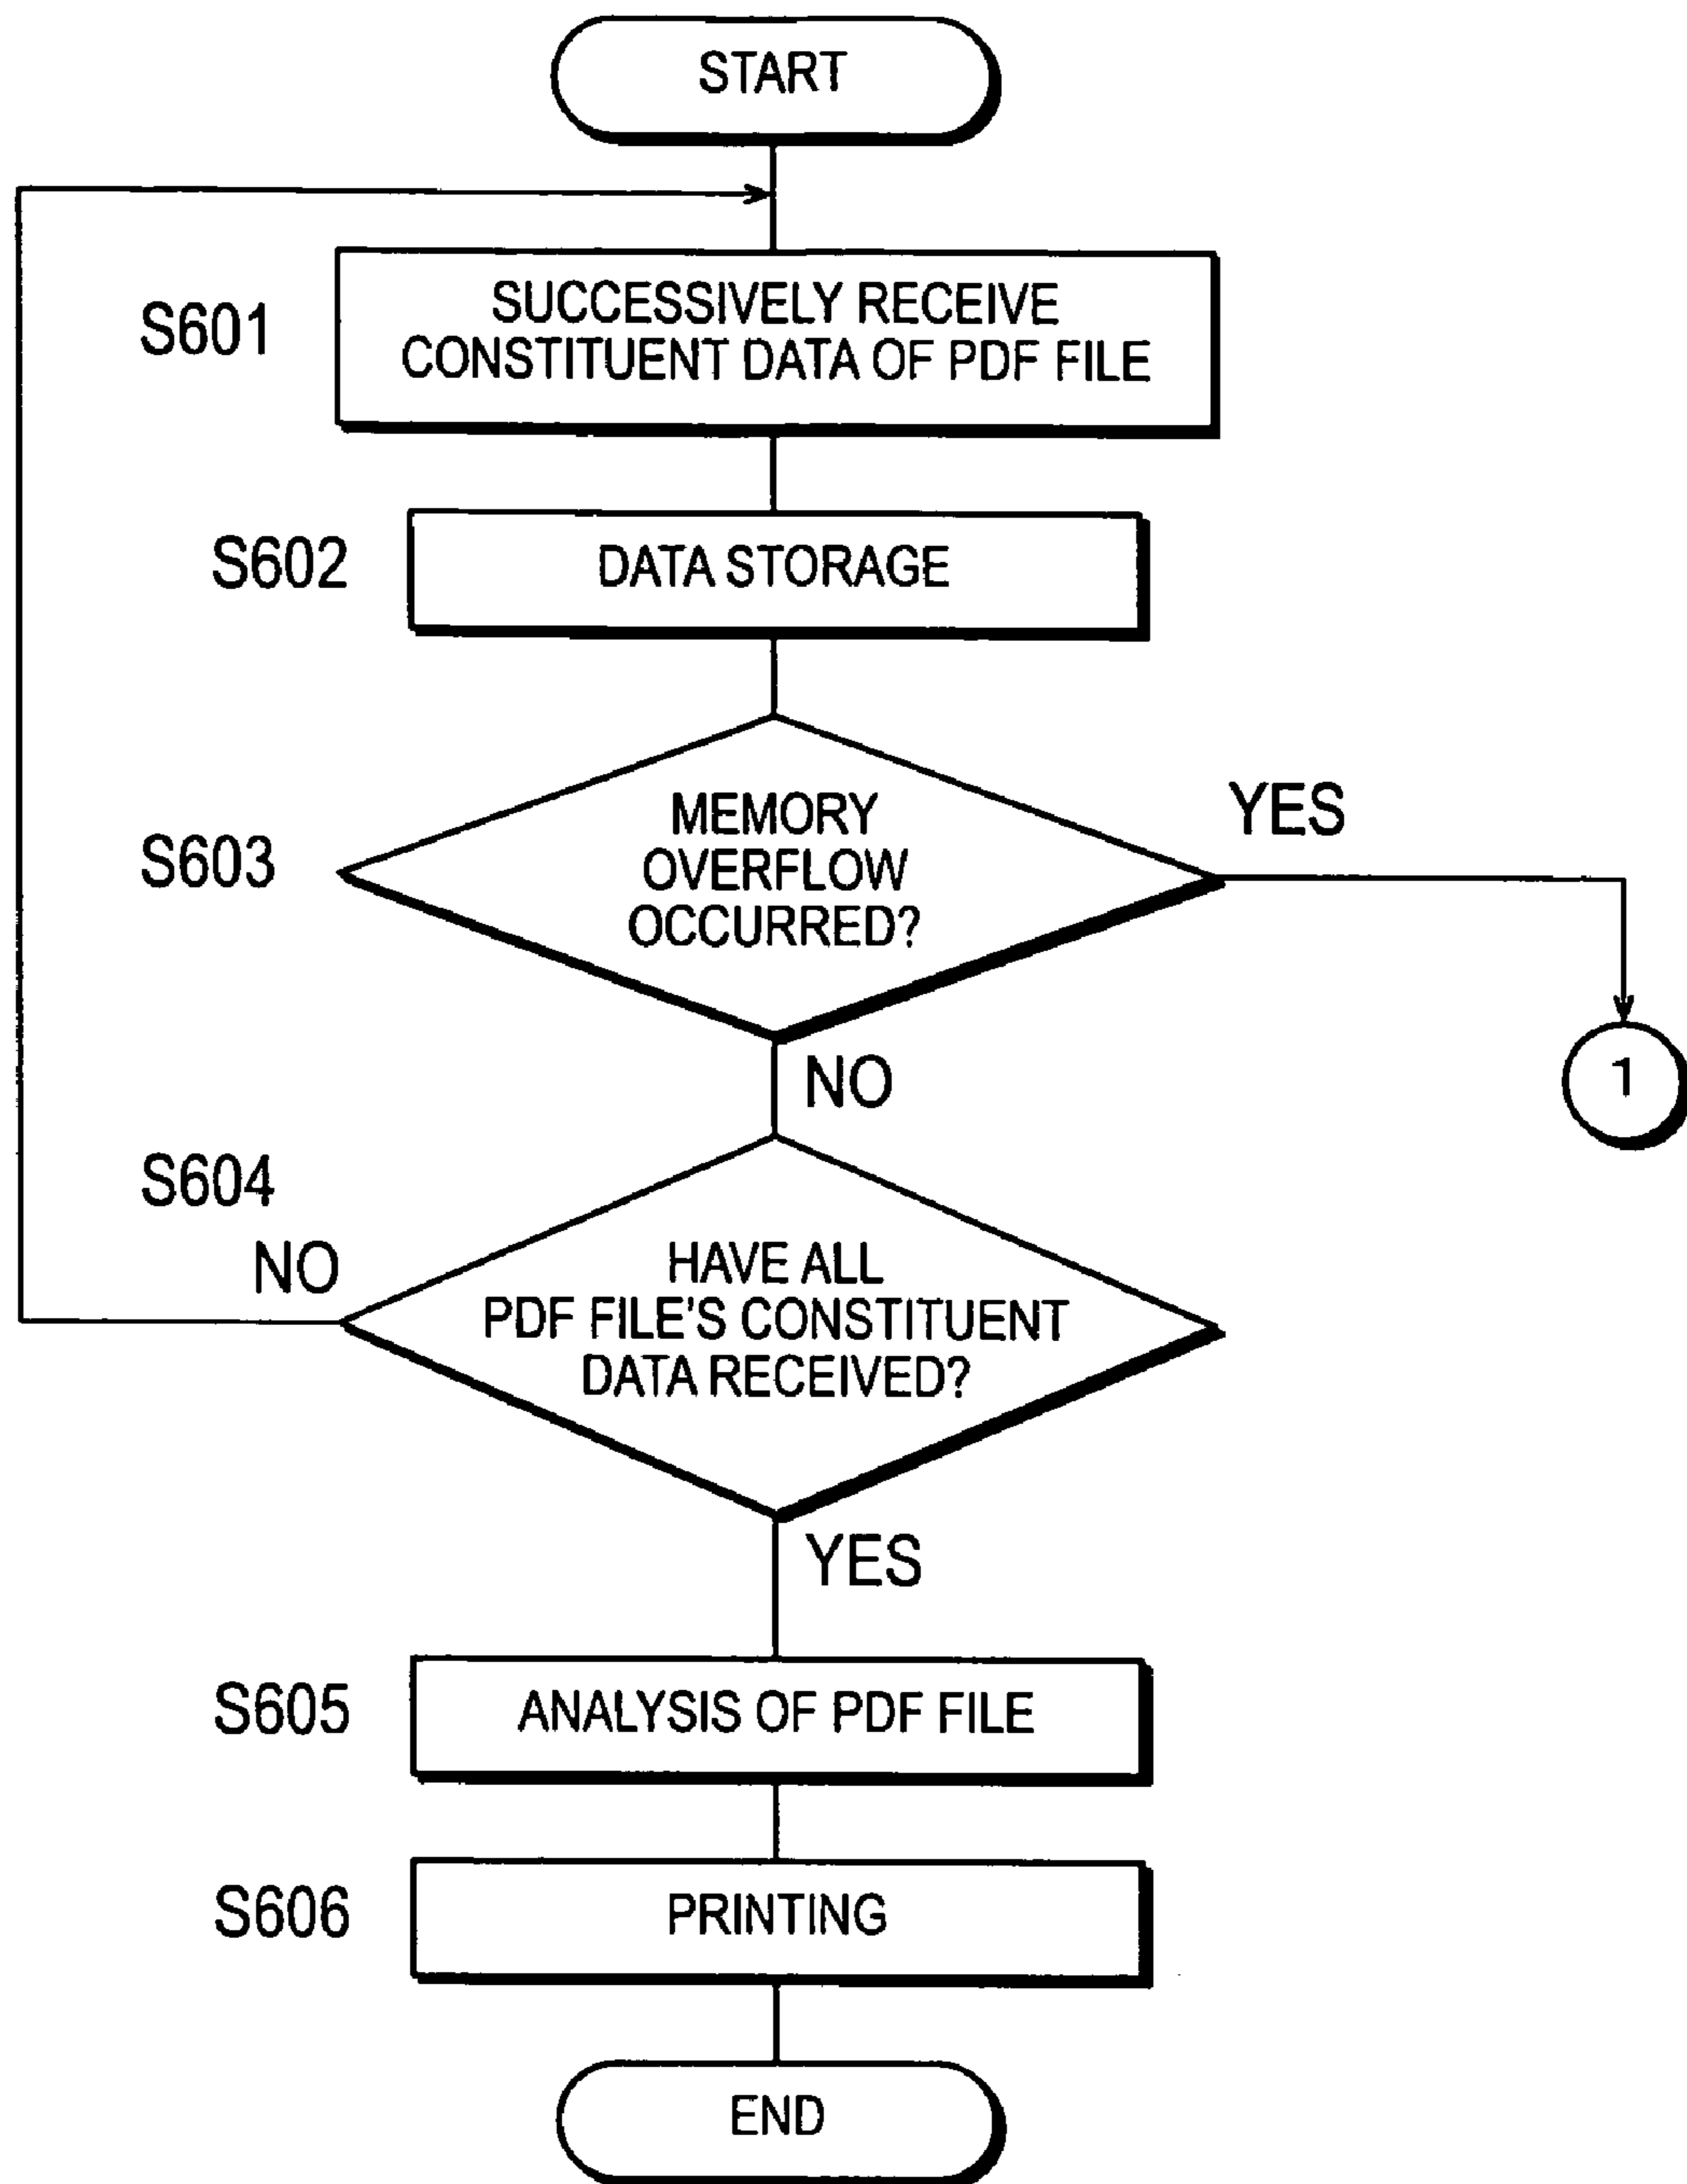 START
S601
SUCCESSIVELY RECEIVE
CONSTITUENT DATA OF PDF FILE
S602
DATA STORAGE
S603
MEMORY
OVERFLOW
OCCURRED?
YES
1
NO
S604
NO
HAVE ALL
PDF FILE'S CONSTITUENT
DATA RECEIVED?
YES
S605
ANALYSIS OF PDF FILE
S606
PRINTING
END